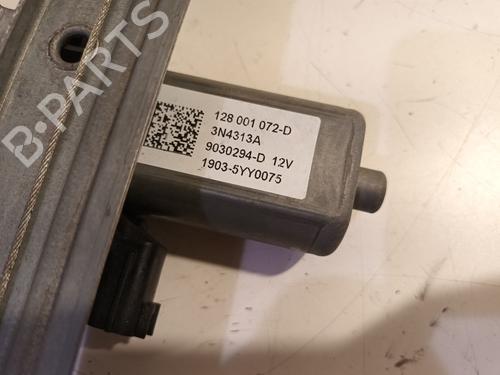 B-PARTS
128 001 072-D
3N4313A
9030294-D 12V
1903-5YY0075